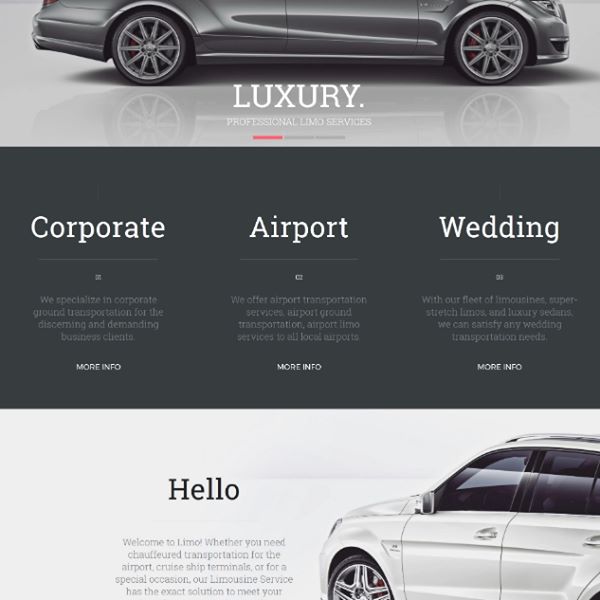 LUXURY.
PROFESSIONAL LIMO SERVICES
Corporate
Airport
Wedding
01
02
03
We specialize in corporate
ground transportation for the
discerning and demanding
business clients.
We offer airport transportation
services, airport ground
transportation, airport limo
services to all local airports.
With our fleet of limousines, super-
stretch limos, and luxury sedans,
we can satisfy any wedding
transportation needs.
MORE INFO
MORE INFO
MORE INFO
Hello
Welcome to Limo! Whether you need
chauffeured transportation for the
airport, cruise ship terminals, or for a
special occasion, our Limousine Service
has the exact solution to meet your